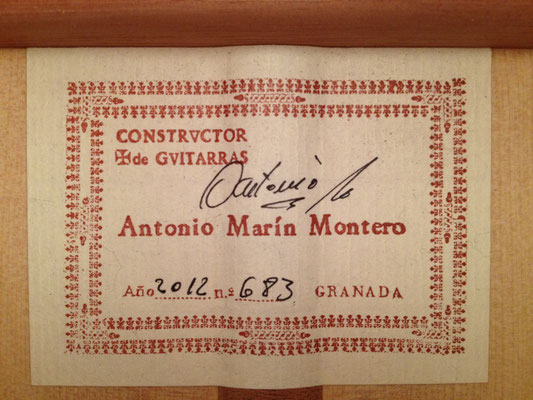 CONSTRVCTOR
✠de GVITARRAS
Antonio
Antonio Marín Montero
Año 2012 n.º 683 GRANADA